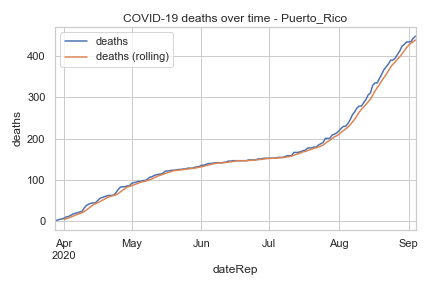 COVID-19 deaths over time - Puerto_Rico
deaths
deaths (rolling)
deaths
400
300
200
100
0
Apr May Jun Jul Aug Sep
2020
dateRep